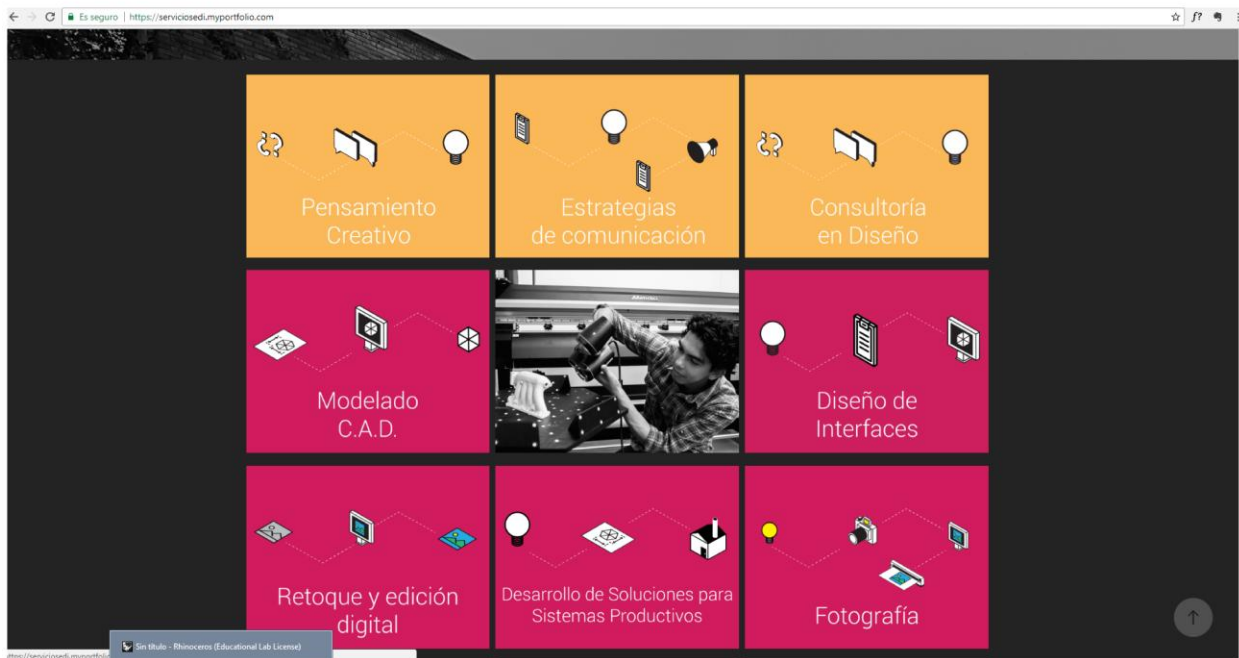 Es seguro | https://serviciosedi.myportfolio.com
Pensamiento
Creativo
Estrategias
de comunicación
Consultoría
en Diseño
Modelado
C.A.D.
Diseño de
Interfaces
Retoque y edición
digital
Desarrollo de Soluciones para
Sistemas Productivos
Fotografía
Sin título - Rhinoceros (Educational Lab License)